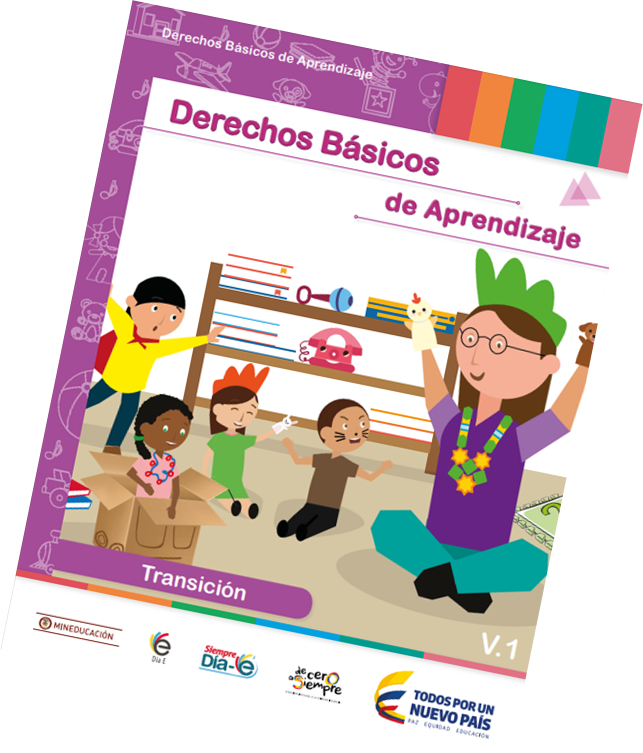 Derechos Básicos de Aprendizaje
Derechos Básicos
de Aprendizaje
Transición
V.1
MINEDUCACIÓN
Día E
Siempre
Día-e
de cerO
a Siempre
TODOS POR UN
NUEVO PAÍS
PAZ EQUIDAD EDUCACIÓN